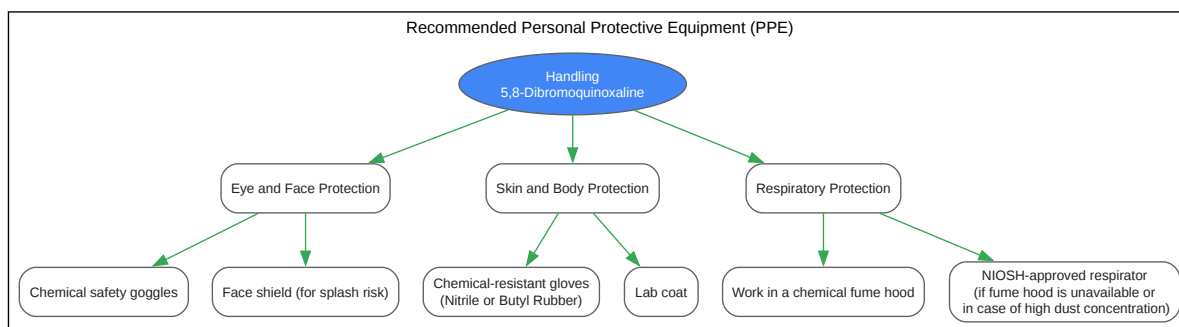 Recommended Personal Protective Equipment (PPE)
Handling
5,8-Dibromoquinoxaline
Eye and Face Protection
Skin and Body Protection
Respiratory Protection
Chemical safety goggles
Face shield (for splash risk)
Chemical-resistant gloves
(Nitrile or Butyl Rubber)
Lab coat
Work in a chemical fume hood
NIOSH-approved respirator
(if fume hood is unavailable or
in case of high dust concentration)